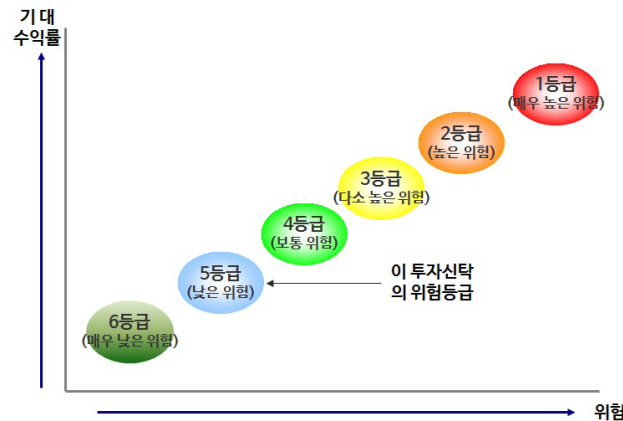 기 대
수익률
1등급
(매우 높은 위험)
2등급
(높은 위험)
3등급
(다소 높은 위험)
4등급
(보통 위험)
5등급
(낮은 위험)
이 투자신탁
의 위험등급
6등급
(매우 낮은 위험)
위험